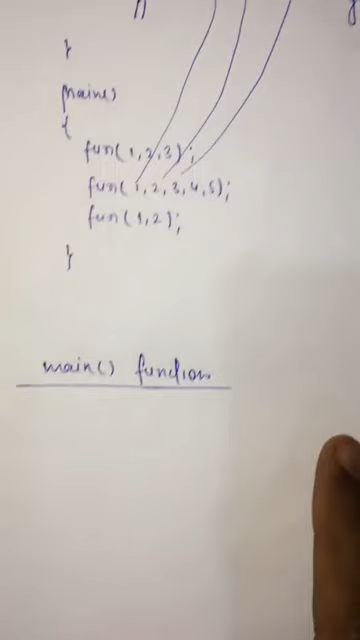 }
main()
{
fun(1,2,3);
fun(1,2,3,4,5);
fun(1,2);
}
main() function